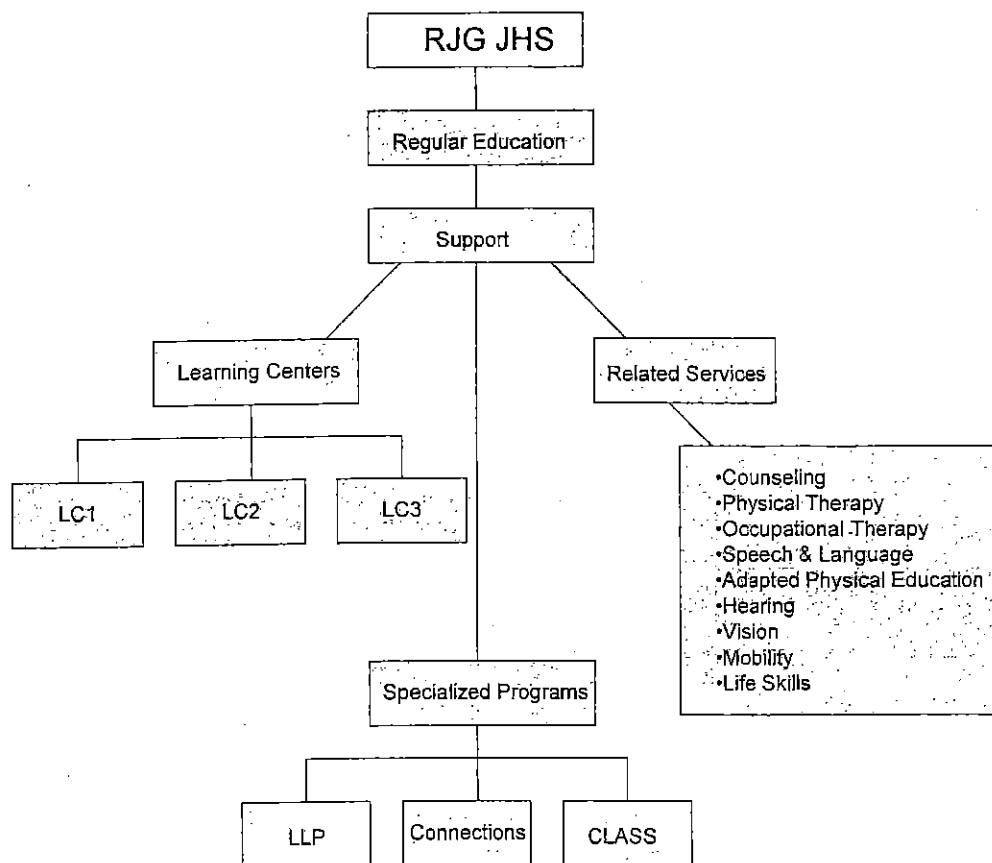 RJG JHS
Regular Education
Support
Learning Centers
Related Services
LC1
LC2
LC3
•Counseling
•Physical Therapy
•Occupational Therapy
•Speech & Language
•Adapted Physical Education
•Hearing
•Vision
•Mobility
•Life Skills
Specialized Programs
LLP
Connections
CLASS